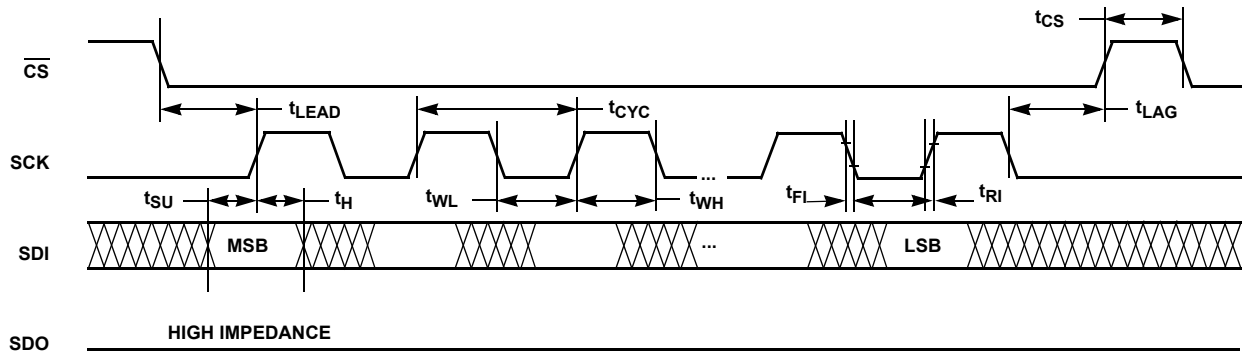 tCS
CS
tLEAD
tCYC
tLAG
SCK
...
tSU
tH
tWL
tWH
tFI
tRI
SDI
MSB
...
LSB
HIGH IMPEDANCE
SDO